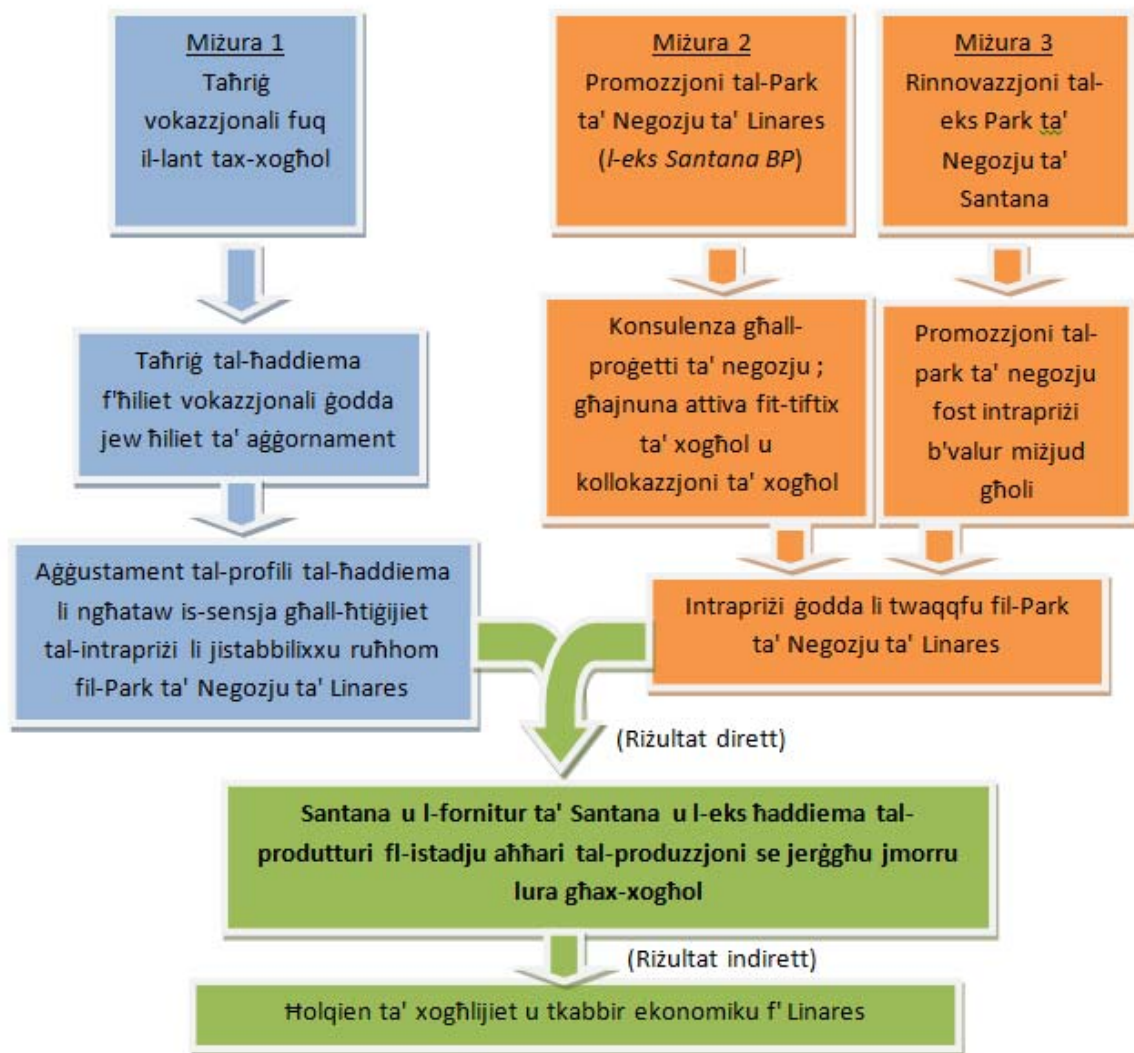 Miżura 1
Taħriġ
vokazzjonali fuq
il-lant tax-xogħol
Miżura 2
Promozzjoni tal-Park
ta' Negozju ta' Linares
(l-eks Santana BP)
Miżura 3
Rinnovazzjoni tal-
eks Park ta'
Negozju ta'
Santana
Taħriġ tal-ħaddiema
f'ħiliet vokazzjonali ġodda
jew ħiliet ta' aġġornament
Konsulenza għall-
proġetti ta' negozju ;
għajnuna attiva fit-tiftix
ta' xogħol u
kollokazzjoni ta' xogħol
Promozzjoni tal-
park ta' negozju
fost intrapriżi
b'valur miżjud
għoli
Aġġustament tal-profili tal-ħaddiema
li ngħataw is-sensja għall-ħtiġijiet
tal-intrapriżi li jistabbilixxu ruħhom
fil-Park ta' Negozju ta' Linares
Intrapriżi ġodda li twaqqfu fil-Park
ta' Negozju ta' Linares
(Riżultat dirett)
Santana u l-fornitur ta' Santana u l-eks ħaddiema tal-
produtturi fl-istadju aħħari tal-produzzjoni se jerġgħu jmorru
lura għax-xogħol
(Riżultat indirett)
Ħolqien ta' xogħlijiet u tkabbir ekonomiku f' Linares